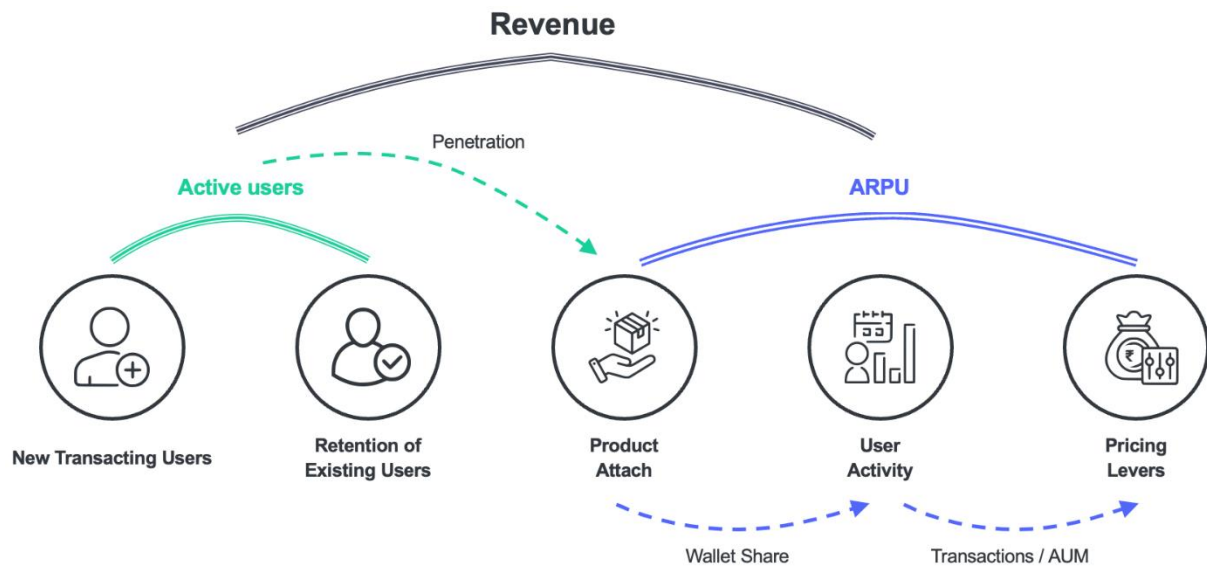 Revenue
Penetration
Active users
ARPU
₹
New Transacting Users
Retention of
Existing Users
Product
Attach
User
Activity
Pricing
Levers
Wallet Share
Transactions / AUM